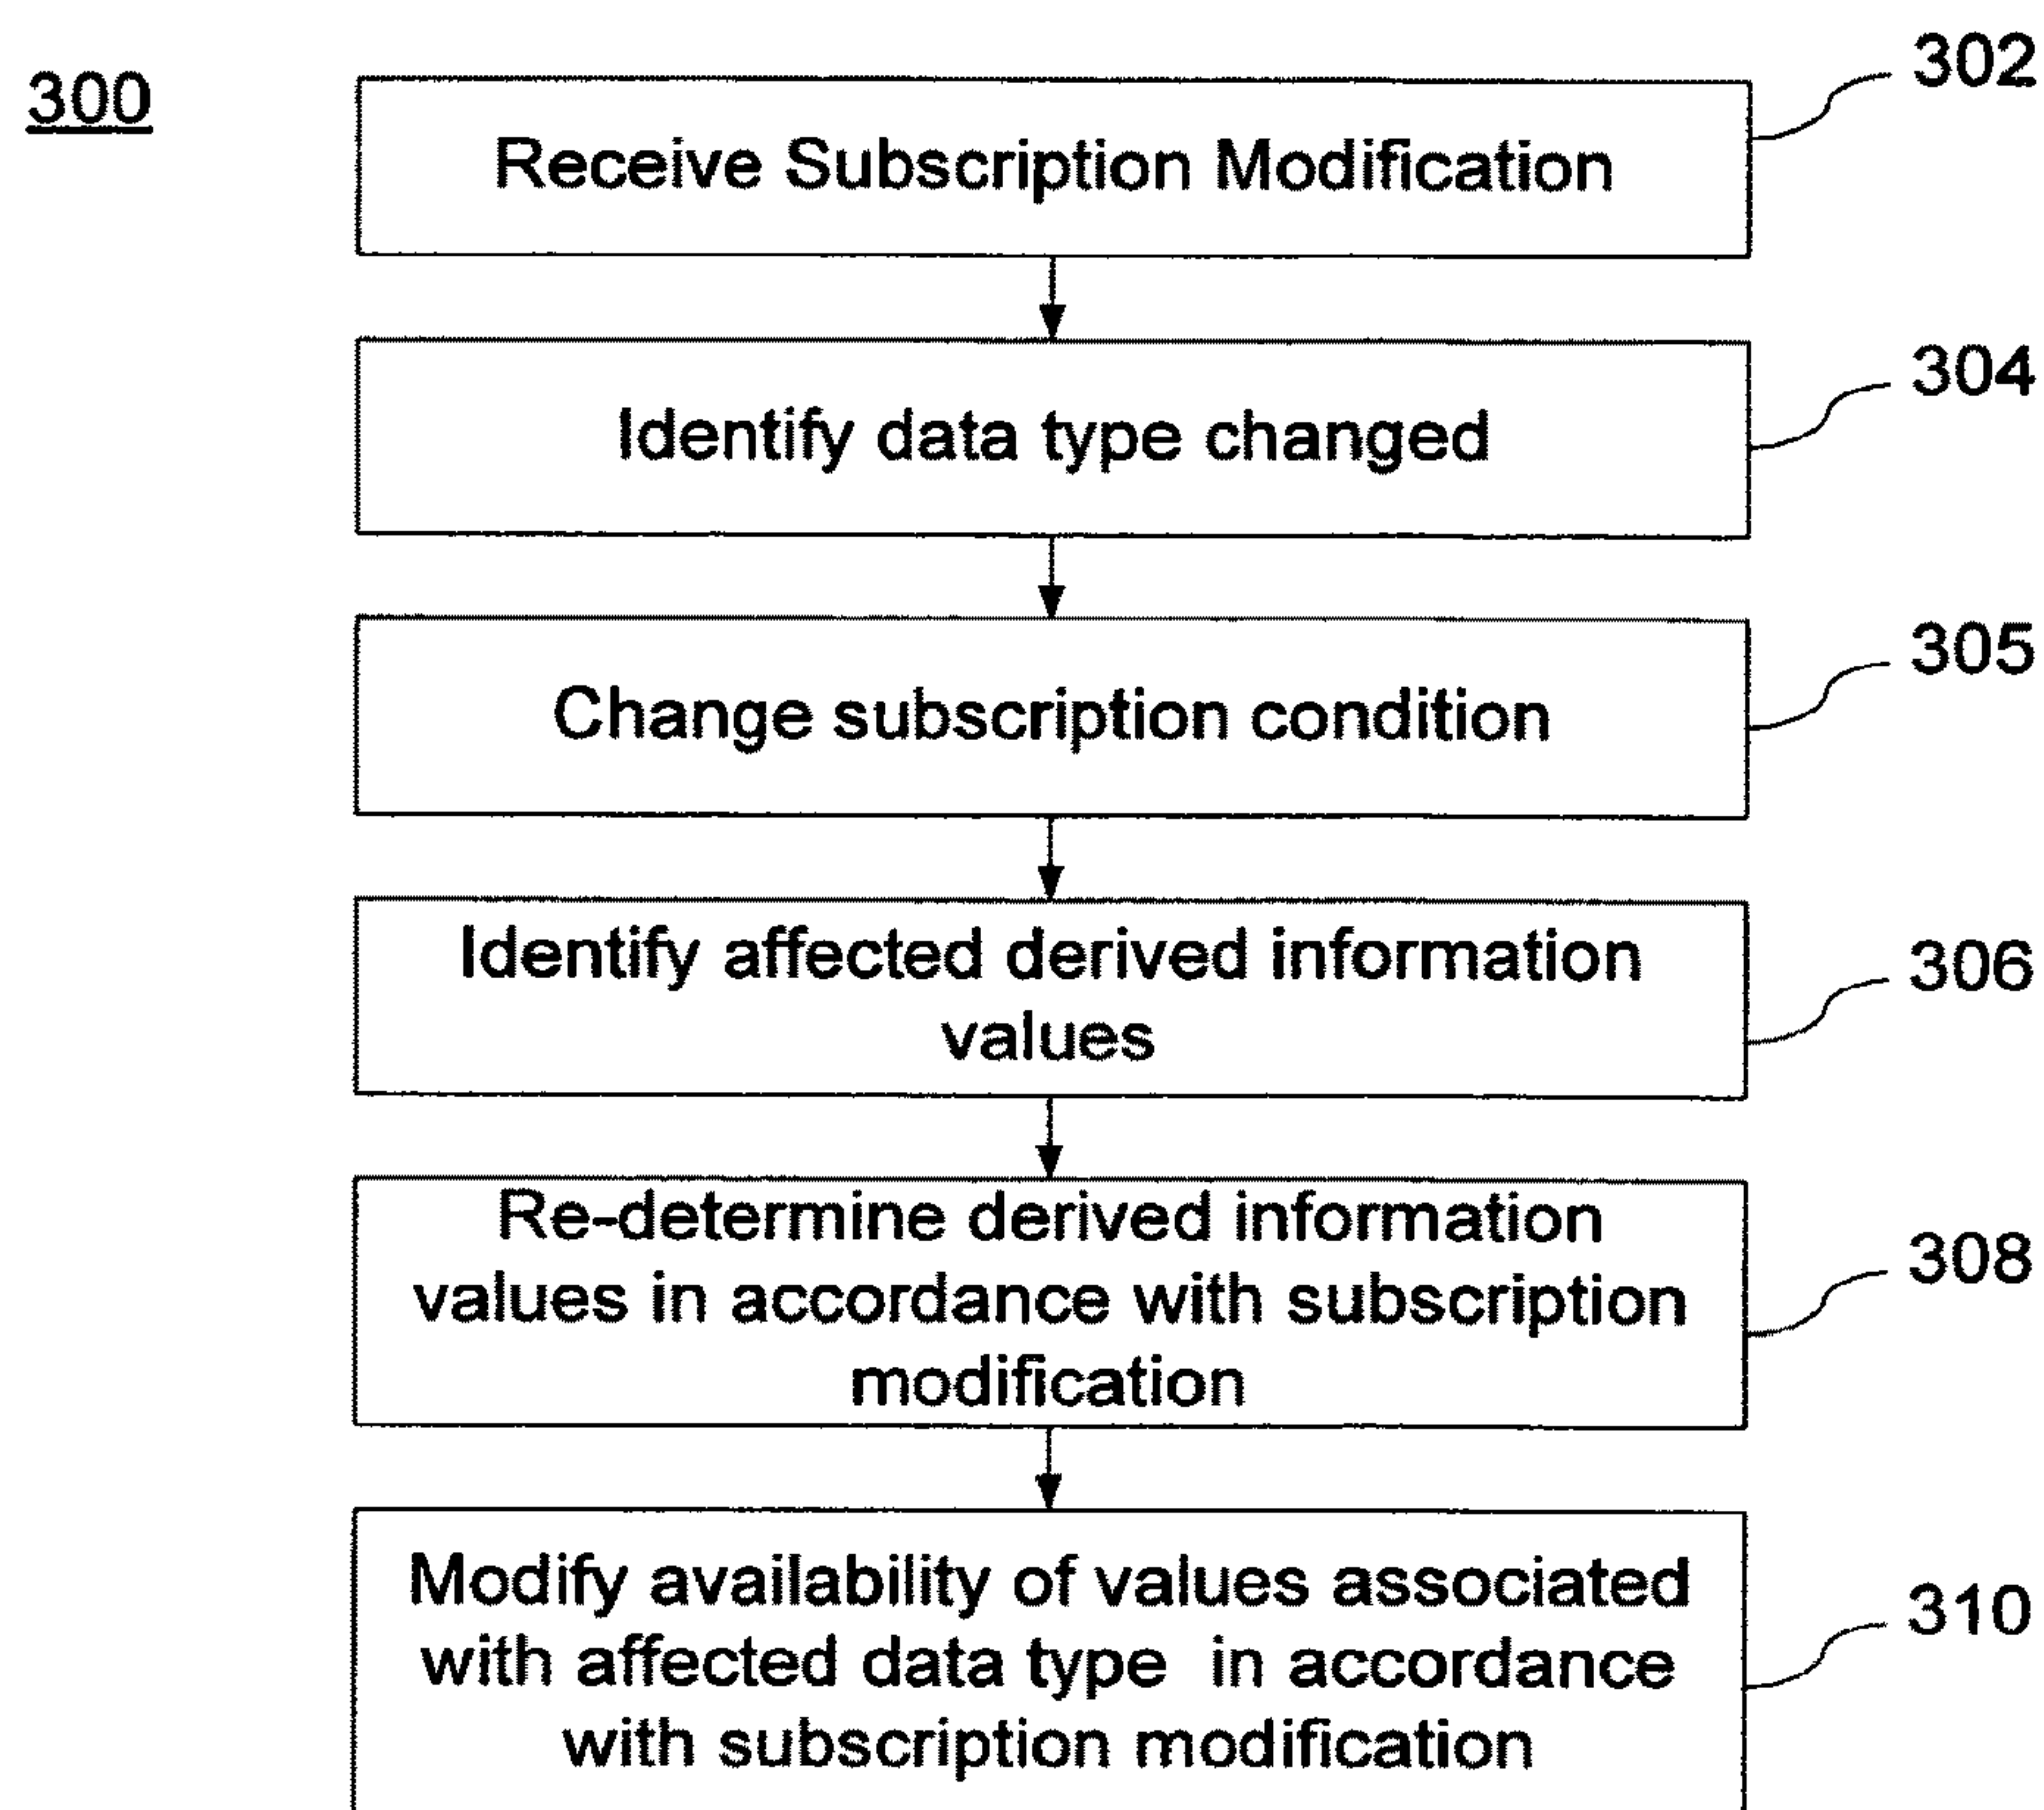 300
302
Receive Subscription Modification
304
Identify data type changed
305
Change subscription condition
306
Identify affected derived information
values
308
Re-determine derived information
values in accordance with subscription
modification
310
Modify availability of values associated
with affected data type in accordance
with subscription modification